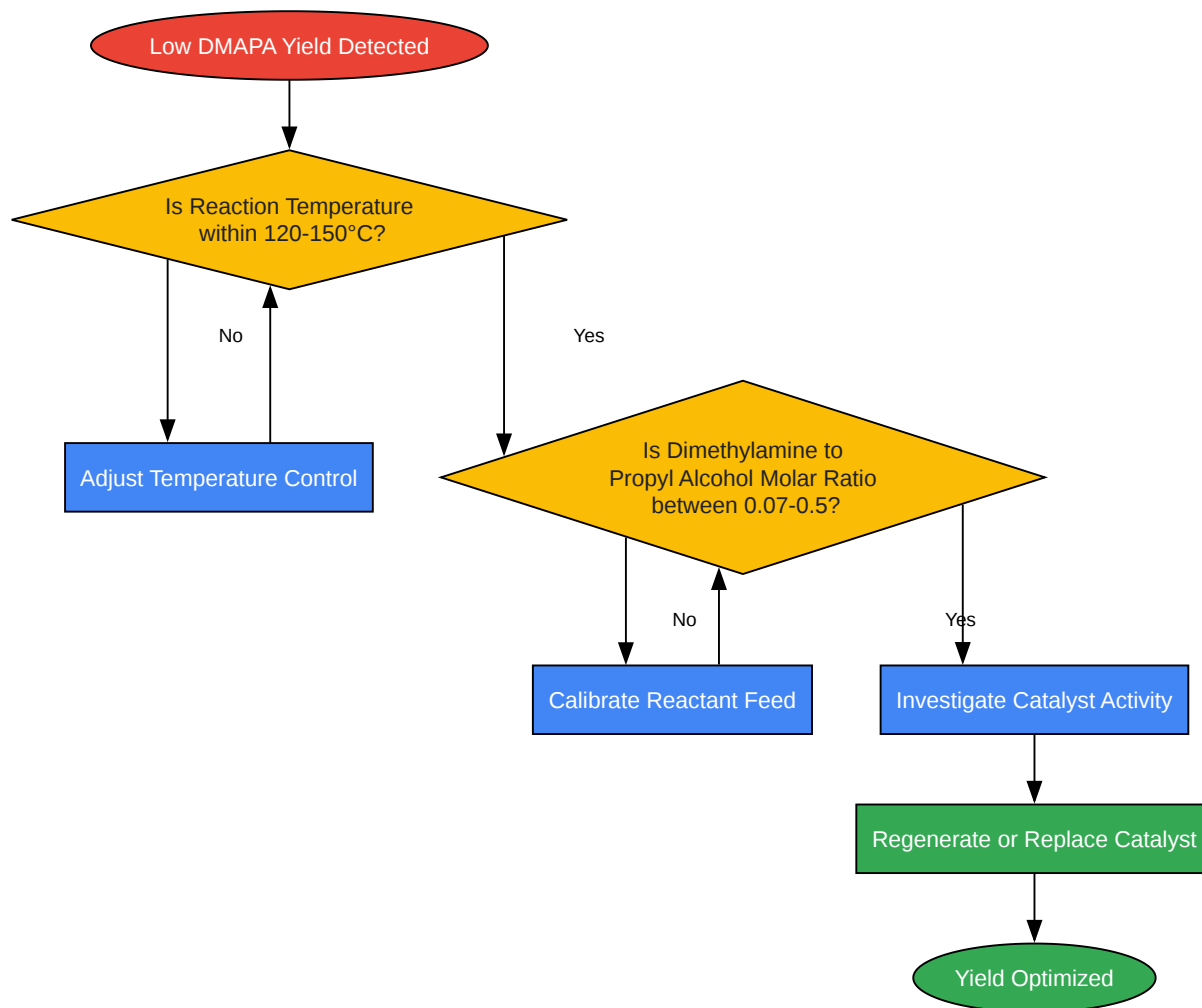 Low DMAPA Yield Detected
Is Reaction Temperature
within 120-150°C?
No
Yes
Adjust Temperature Control
Is Dimethylamine to
Propyl Alcohol Molar Ratio
between 0.07-0.5?
No
Yes
Calibrate Reactant Feed
Investigate Catalyst Activity
Regenerate or Replace Catalyst
Yield Optimized